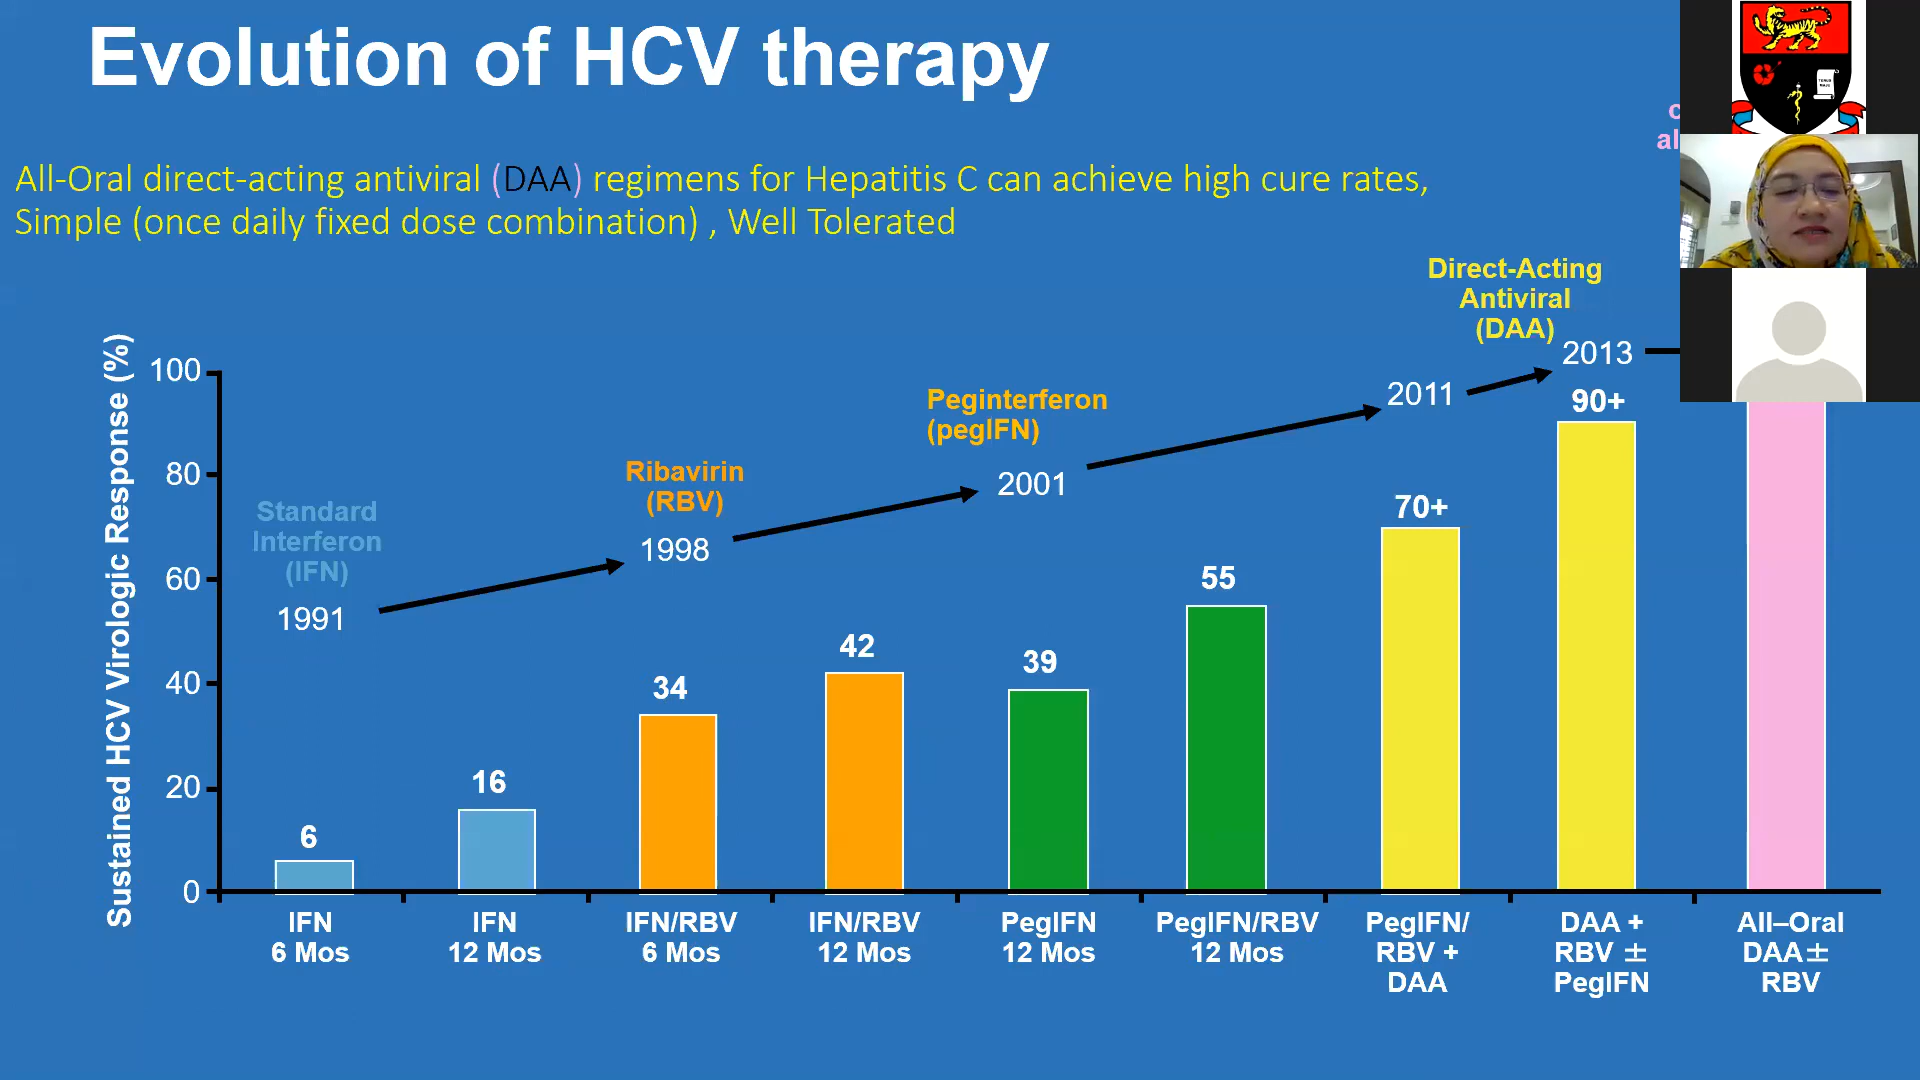 Evolution of HCV therapy
All-Oral direct-acting antiviral (DAA) regimens for Hepatitis C can achieve high cure rates,
Simple (once daily fixed dose combination) , Well Tolerated
Direct-Acting
Antiviral
(DAA)
2013
2011
90+
Peginterferon
(pegIFN)
2001
70+
Ribavirin
(RBV)
1998
Standard
Interferon
(IFN)
1991
55
42
39
34
16
6
Sustained HCV Virologic Response (%)
100
80
60
40
20
0
IFN
6 Mos
IFN
12 Mos
IFN/RBV
6 Mos
IFN/RBV
12 Mos
PegIFN
12 Mos
PegIFN/RBV
12 Mos
PegIFN/
RBV +
DAA
DAA +
RBV ±
PegIFN
All–Oral
DAA±
RBV